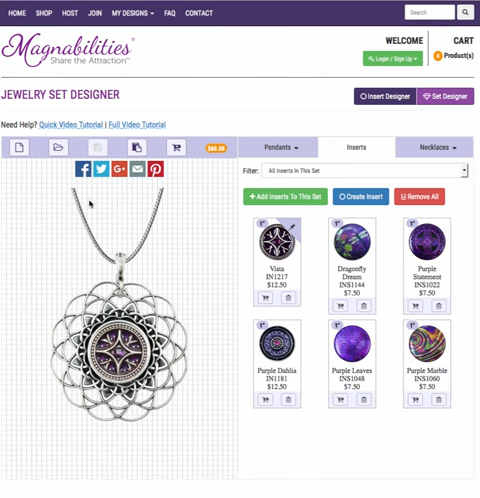 HOME SHOP HOST JOIN MY DESIGNS FAQ CONTACT
Search
Magnabilities®
Share the Attraction™
WELCOME
Login / Sign Up
CART
Product(s)
JEWELRY SET DESIGNER
Insert Designer
Set Designer
Need Help? Quick Video Tutorial | Full Video Tutorial
$60.50
Pendants
Inserts
Necklaces
Filter: All Inserts In This Set
Add Inserts To This Set
Create Insert
Remove All
1"
Vista
IN1217
$12.50
1"
Dragonfly
Dream
INS1144
$7.50
1"
Purple
Statement
INS1022
$7.50
1"
Purple Dahlia
IN1181
$12.50
1"
Purple Leaves
INS1048
$7.50
1"
Purple Marble
INS1060
$7.50